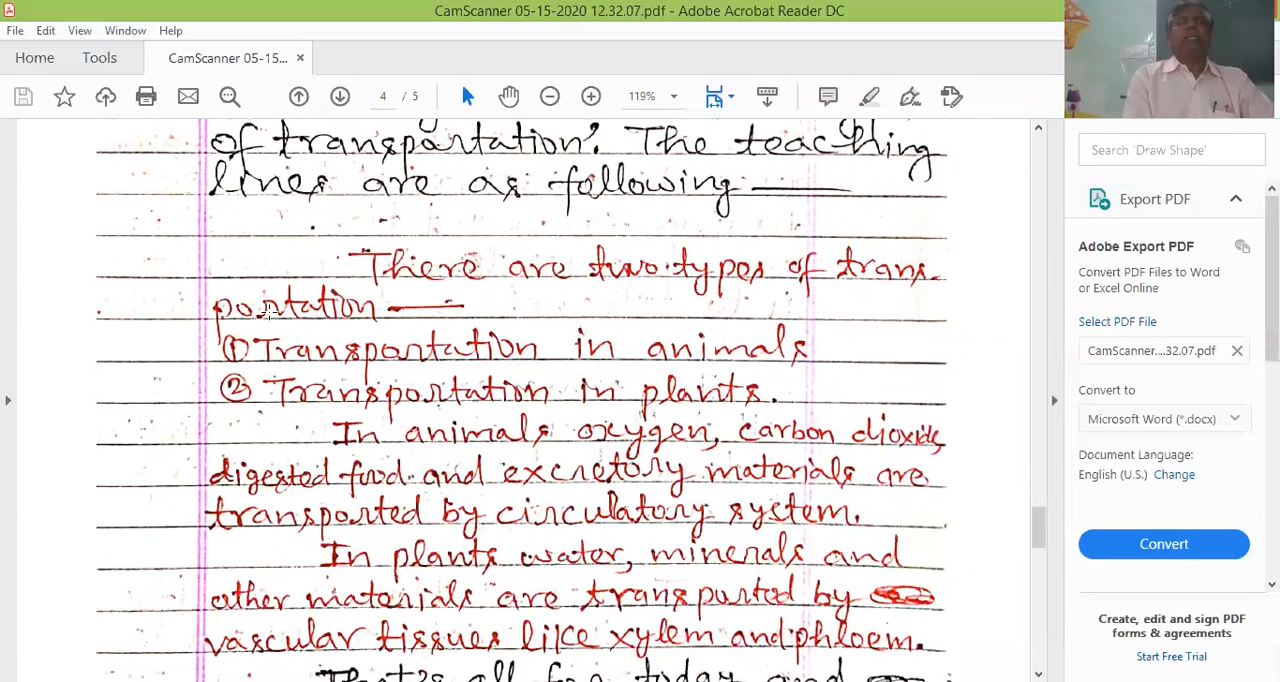 CamScanner 05-15-2020 12.32.07.pdf - Adobe Acrobat Reader DC
File Edit View Window Help
Home Tools CamScanner 05-15... ×
4 / 5 119%
Search 'Draw Shape'
Export PDF
Adobe Export PDF
Convert PDF Files to Word
or Excel Online
Select PDF File
CamScanner....32.07.pdf
Convert to
Microsoft Word (*.docx)
Document Language:
English (U.S.) Change
Convert
Create, edit and sign PDF
forms & agreements
Start Free Trial
of transportation? The teaching
lines are as following
There are two types of trans-
portation
① Transportation in animals
② Transportation in plants.
In animals oxygen, carbon dioxide,
digested food and excretory materials are
transported by circulatory system.
In plants water, minerals and
other materials are transported by
vascular tissues like xylem and phloem.
That's all for today and